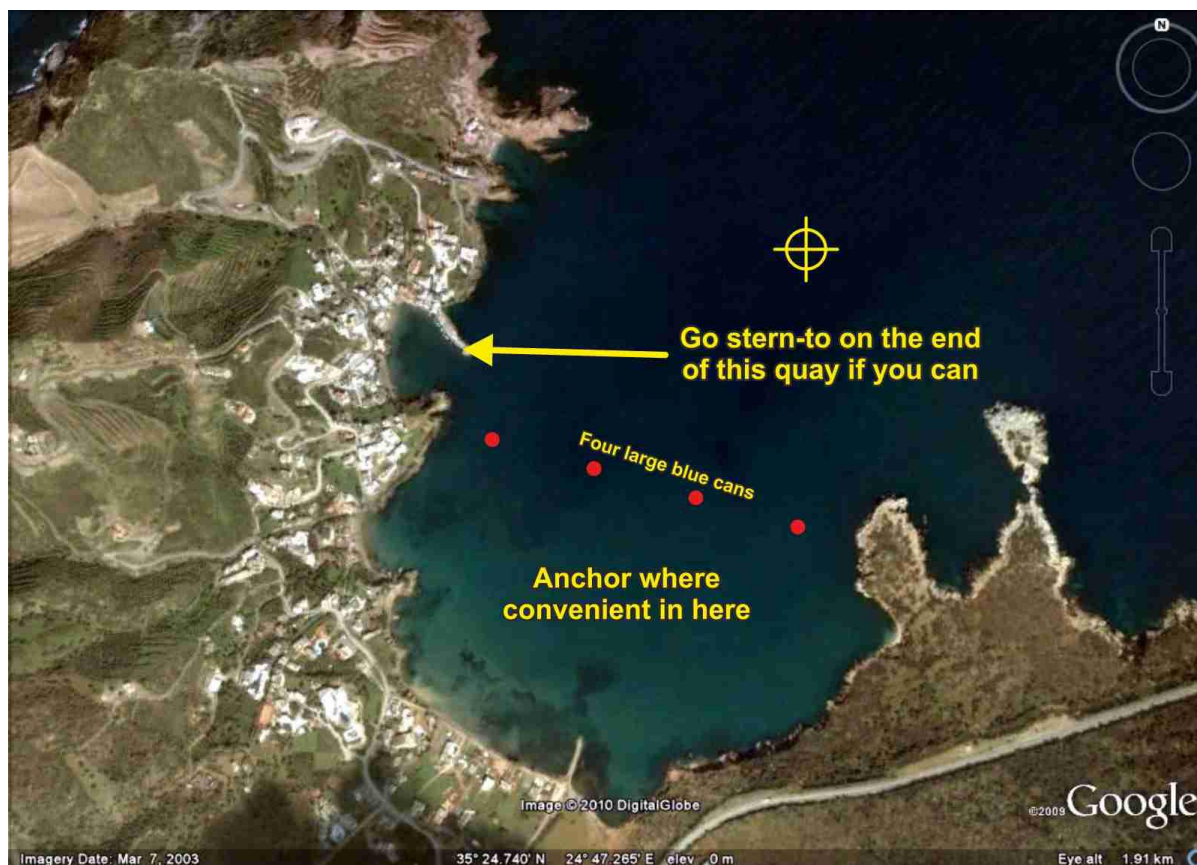 N
Go stern-to on the end
of this quay if you can
Four large blue cans
Anchor where
convenient in here
Image © 2010 DigitalGlobe
©2009 Google
Imagery Date: Mar 7, 2003
35° 24.740' N 24° 47.265' E elev 0 m
Eye alt 1.91 km